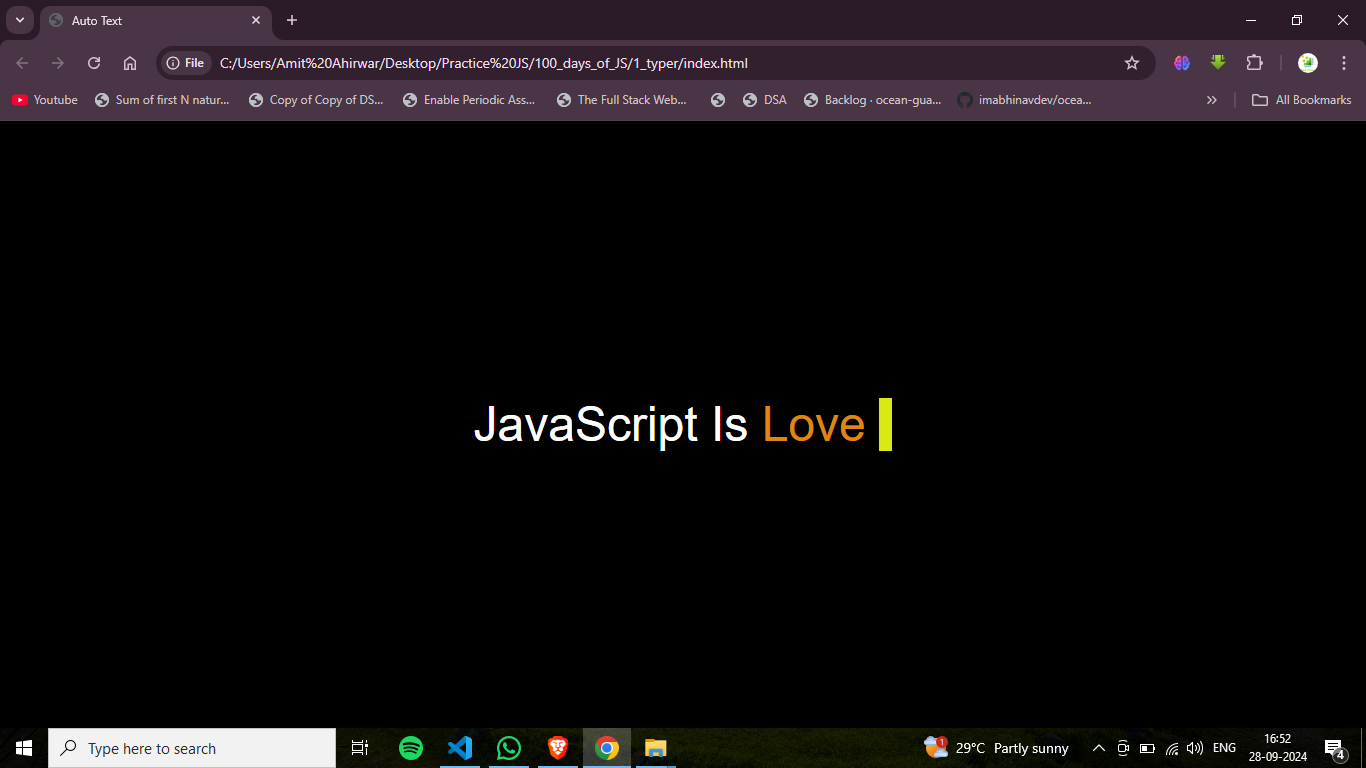 Auto Text
File C:/Users/Amit%20Ahirwar/Desktop/Practice%20JS/100_days_of_JS/1_typer/index.html
Youtube Sum of first N natur... Copy of Copy of DS... Enable Periodic Ass... The Full Stack Web... DSA Backlog · ocean-gua... imabhinavdev/ocea... » All Bookmarks
JavaScript Is Love
Type here to search 1 29°C Partly sunny ENG 16:52
28-09-2024 4